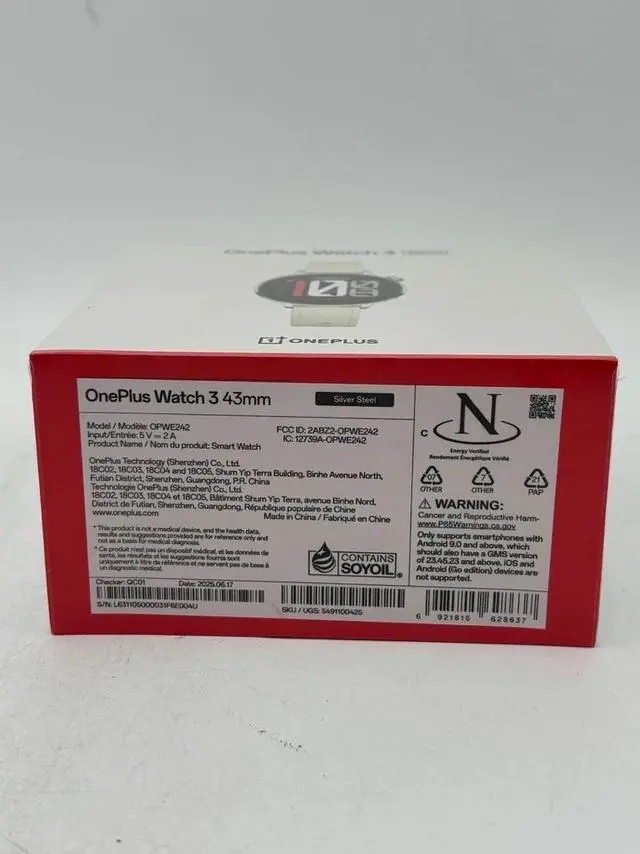 OnePlus Watch 3
ONEPLUS
OnePlus Watch 3 43mm
Silver Steel
Model / Modèle: OPWE242
Input/Entrée: 5 V⎓2 A
Product Name / Nom du produit: Smart Watch
FCC ID: 2ABZ2-OPWE242
IC: 12739A-OPWE242
OnePlus Technology (Shenzhen) Co., Ltd.
18C02, 18C03, 18C04 and 18C05, Shum Yip Terra Building, Binhe Avenue North,
Futian District, Shenzhen, Guangdong, P.R. China
Technologie OnePlus (Shenzhen) Co., Ltd.
18C02, 18C03, 18C04 et 18C05, Bâtiment Shum Yip Terra, avenue Binhe Nord,
District de Futian, Shenzhen, Guangdong, République populaire de Chine
www.oneplus.com
Made in China / Fabriqué en Chine
*This product is not a medical device, and the health data,
results and suggestions provided are for reference only and
not as a basis for medical diagnosis.
*Ce produit n'est pas un dispositif médical, et les données de
santé, les résultats et les suggestions fournis sont données
uniquement à titre de référence et ne servent pas de base à
un diagnostic médical.
CONTAINS
SOYOIL®
Checker: QC01
Date: 2025.06.17
S/N: L631105000031F6E004U
SKU / UGS: 5491100425
C N
Energy Verified
Rendement Énergétique Vérifié
07
OTHER
7
OTHER
21
PAP
⚠ WARNING:
Cancer and Reproductive Harm-
www.P65Warnings.ca.gov
Only supports smartphones with
Android 9.0 and above, which
should also have a GMS version
of 23.45.23 and above. iOS and
Android (Go edition) devices are
not supported.
6 921815 628637